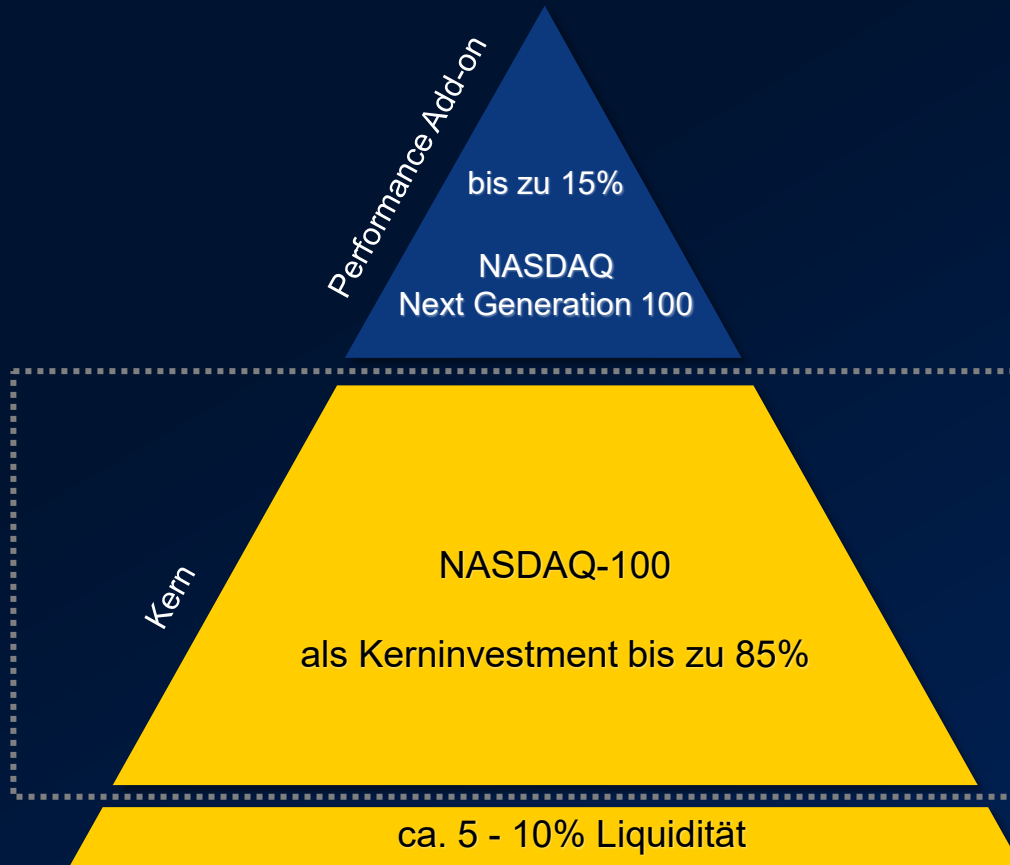 Performance Add-on
bis zu 15%
NASDAQ
Next Generation 100
Kern
NASDAQ-100
als Kerninvestment bis zu 85%
ca. 5 - 10% Liquidität